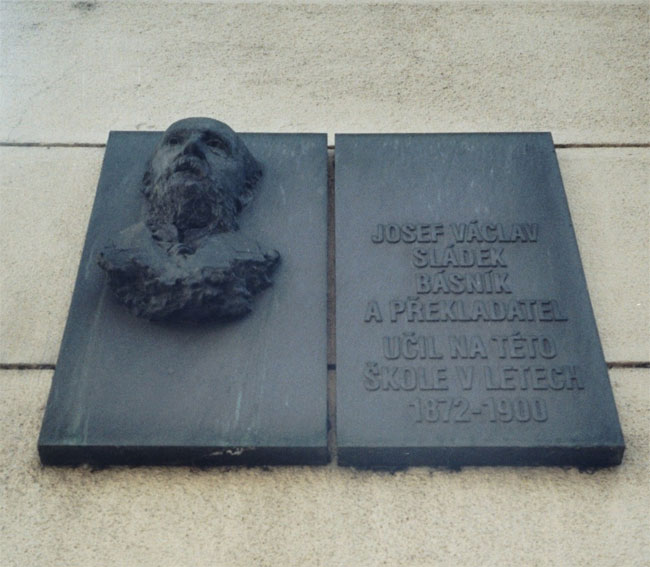 JOSEF VÁCLAV
SLÁDEK
BÁSNÍK
A PŘEKLADATEL
UČIL NA TÉTO
ŠKOLE V LETECH
1872-1900